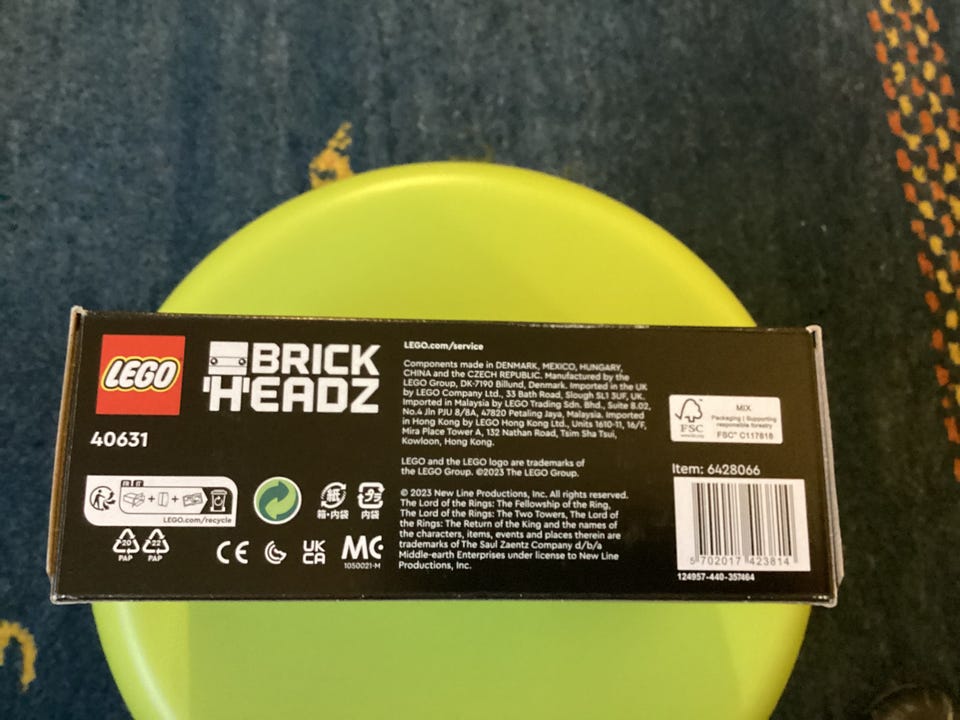 LEGO
BRICK
HEADZ
40631
LEGO.com/recycle
20
PAP
22
PAP
紙
箱・内袋
プラ
内袋
CE
UK
CA
MC
1050021-M
LEGO.com/service
Components made in DENMARK, MEXICO, HUNGARY,
CHINA and the CZECH REPUBLIC. Manufactured by the
LEGO Group, DK-7190 Billund, Denmark. Imported in the UK
by LEGO Company Ltd., 33 Bath Road, Slough SL1 3UF, UK.
Imported in Malaysia by LEGO Trading Sdn. Bhd., Suite 8.02,
No.4 Jln PJU 8/8A, 47820 Petaling Jaya, Malaysia. Imported
in Hong Kong by LEGO Hong Kong Ltd., Units 1610-11, 16/F,
Mira Place Tower A, 132 Nathan Road, Tsim Sha Tsui,
Kowloon, Hong Kong.
LEGO and the LEGO logo are trademarks of
the LEGO Group. ©2023 The LEGO Group.
© 2023 New Line Productions, Inc. All rights reserved.
The Lord of the Rings: The Fellowship of the Ring,
The Lord of the Rings: The Two Towers, The Lord of
the Rings: The Return of the King and the names of
the characters, items, events and places therein are
trademarks of The Saul Zaentz Company d/b/a
Middle-earth Enterprises under license to New Line
Productions, Inc.
FSC
MIX
Packaging | Supporting
responsible forestry
FSC® C117818
Item: 6428066
5 702017 423814
124957-440-357464